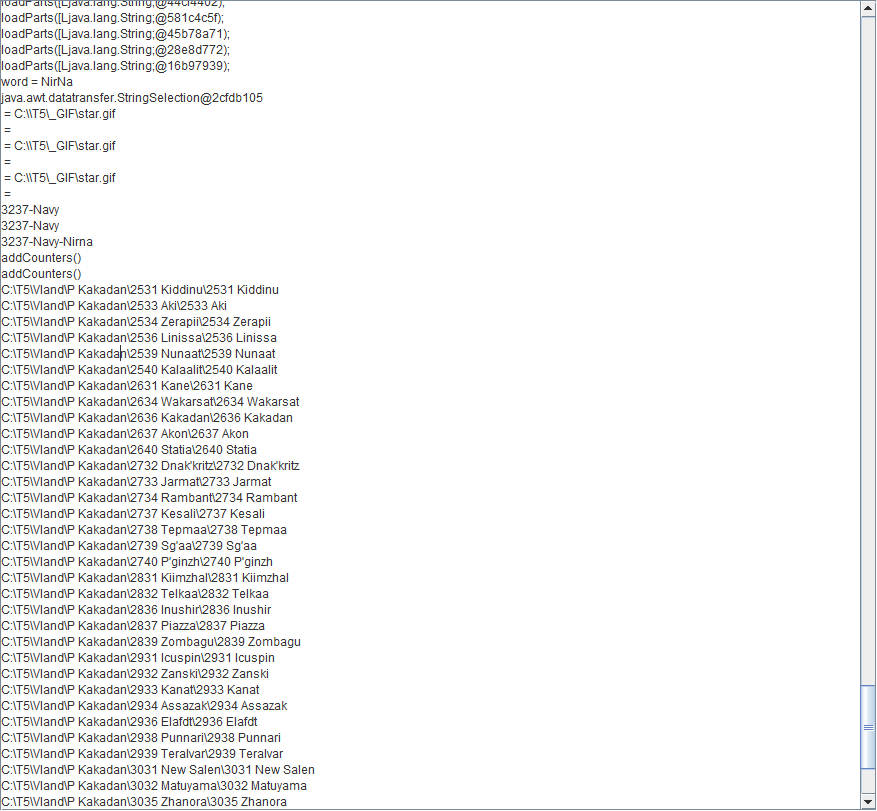 loadParts([Ljava.lang.String;@44cf4402);
loadParts([Ljava.lang.String;@581c4c5f);
loadParts([Ljava.lang.String;@45b78a71);
loadParts([Ljava.lang.String;@28e8d772);
loadParts([Ljava.lang.String;@16b97939);
word = NirNa
java.awt.datatransfer.StringSelection@2cfdb105
= C:\\T5\_GIF\star.gif
=
= C:\\T5\_GIF\star.gif
=
= C:\\T5\_GIF\star.gif
=
3237-Navy
3237-Navy
3237-Navy-Nirna
addCounters()
addCounters()
C:\T5\Vland\P Kakadan\2531 Kiddinu\2531 Kiddinu
C:\T5\Vland\P Kakadan\2533 Aki\2533 Aki
C:\T5\Vland\P Kakadan\2534 Zerapii\2534 Zerapii
C:\T5\Vland\P Kakadan\2536 Linissa\2536 Linissa
C:\T5\Vland\P Kakadan\2539 Nunaat\2539 Nunaat
C:\T5\Vland\P Kakadan\2540 Kalaalit\2540 Kalaalit
C:\T5\Vland\P Kakadan\2631 Kane\2631 Kane
C:\T5\Vland\P Kakadan\2634 Wakarsat\2634 Wakarsat
C:\T5\Vland\P Kakadan\2636 Kakadan\2636 Kakadan
C:\T5\Vland\P Kakadan\2637 Akon\2637 Akon
C:\T5\Vland\P Kakadan\2640 Statia\2640 Statia
C:\T5\Vland\P Kakadan\2732 Dnak'kritz\2732 Dnak'kritz
C:\T5\Vland\P Kakadan\2733 Jarmat\2733 Jarmat
C:\T5\Vland\P Kakadan\2734 Rambant\2734 Rambant
C:\T5\Vland\P Kakadan\2737 Kesali\2737 Kesali
C:\T5\Vland\P Kakadan\2738 Tepmaa\2738 Tepmaa
C:\T5\Vland\P Kakadan\2739 Sg'aa\2739 Sg'aa
C:\T5\Vland\P Kakadan\2740 P'ginzh\2740 P'ginzh
C:\T5\Vland\P Kakadan\2831 Kiimzhal\2831 Kiimzhal
C:\T5\Vland\P Kakadan\2832 Telkaa\2832 Telkaa
C:\T5\Vland\P Kakadan\2836 Inushir\2836 Inushir
C:\T5\Vland\P Kakadan\2837 Piazza\2837 Piazza
C:\T5\Vland\P Kakadan\2839 Zombagu\2839 Zombagu
C:\T5\Vland\P Kakadan\2931 Icuspin\2931 Icuspin
C:\T5\Vland\P Kakadan\2932 Zanski\2932 Zanski
C:\T5\Vland\P Kakadan\2933 Kanat\2933 Kanat
C:\T5\Vland\P Kakadan\2934 Assazak\2934 Assazak
C:\T5\Vland\P Kakadan\2936 Elafdt\2936 Elafdt
C:\T5\Vland\P Kakadan\2938 Punnari\2938 Punnari
C:\T5\Vland\P Kakadan\2939 Teralvar\2939 Teralvar
C:\T5\Vland\P Kakadan\3031 New Salen\3031 New Salen
C:\T5\Vland\P Kakadan\3032 Matuyama\3032 Matuyama
C:\T5\Vland\P Kakadan\3035 Zhanora\3035 Zhanora